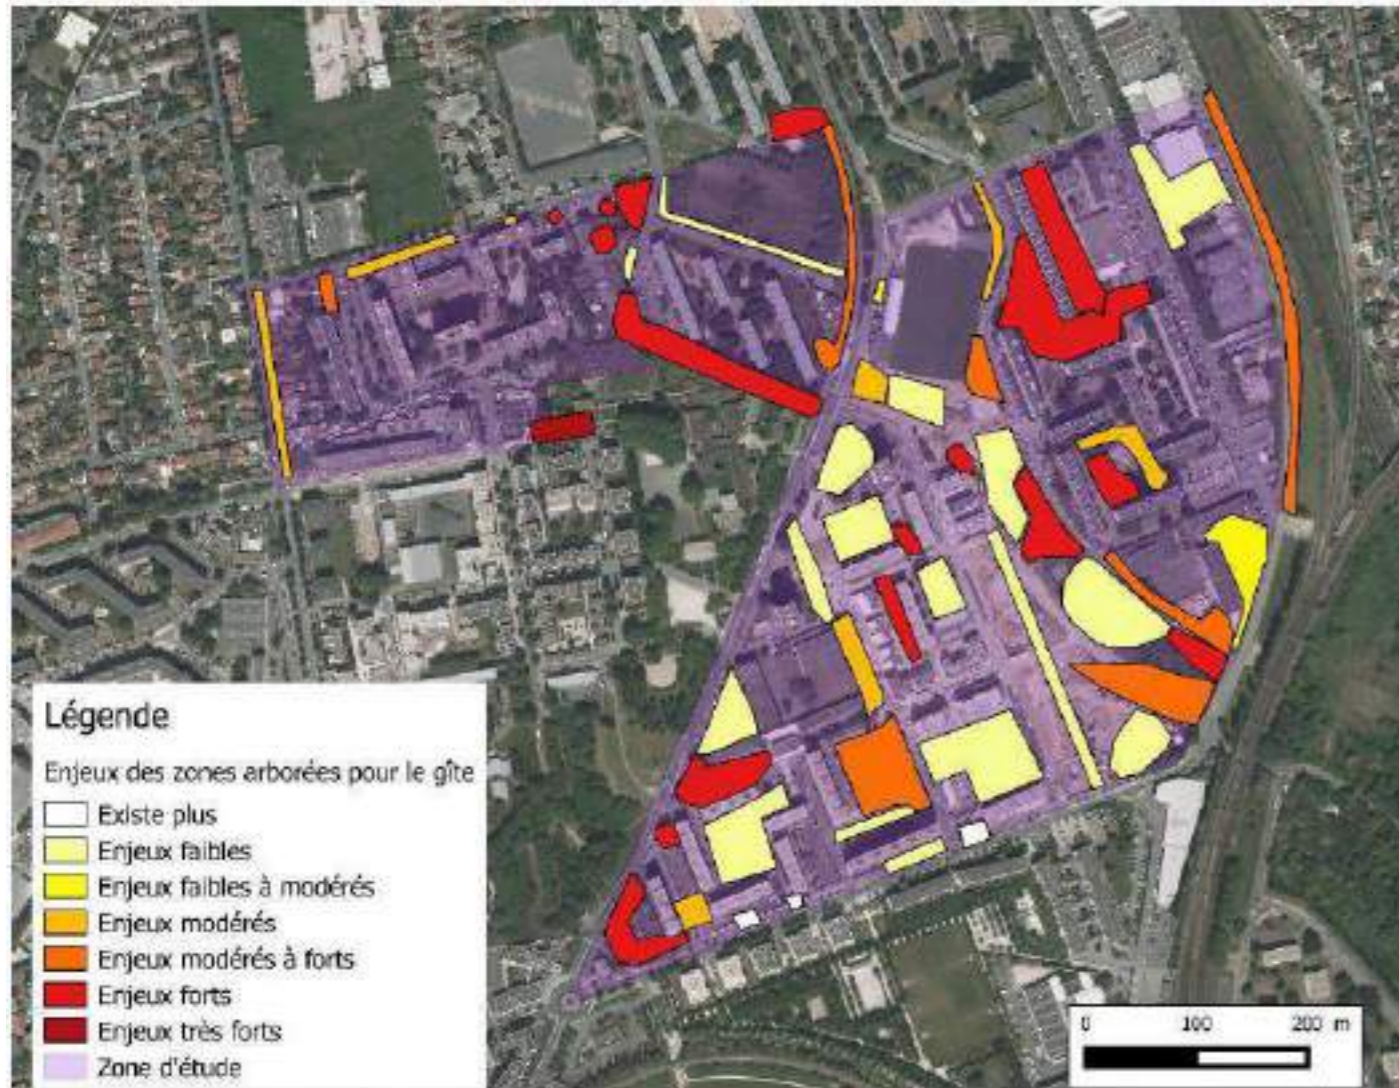 Légende
Enjeux des zones arborées pour le gîte
Existe plus
Enjeux faibles
Enjeux faibles à modérés
Enjeux modérés
Enjeux modérés à forts
Enjeux forts
Enjeux très forts
Zone d'étude
0 100 200 m